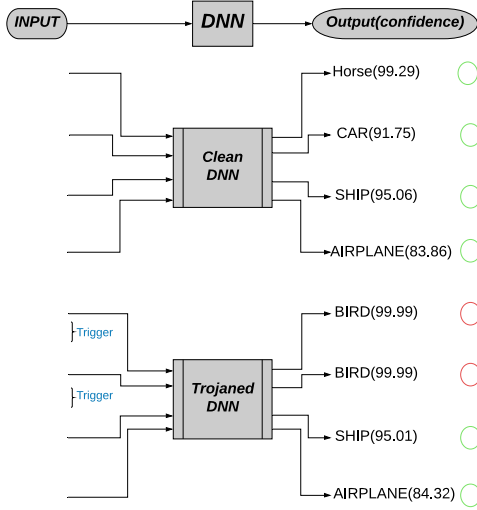 INPUT
DNN
Output(confidence)
Horse(99.29)
CAR(91.75)
Clean
DNN
SHIP(95.06)
AIRPLANE(83.86)
BIRD(99.99)
Trigger
BIRD(99.99)
Trigger
Trojaned
DNN
SHIP(95.01)
AIRPLANE(84.32)